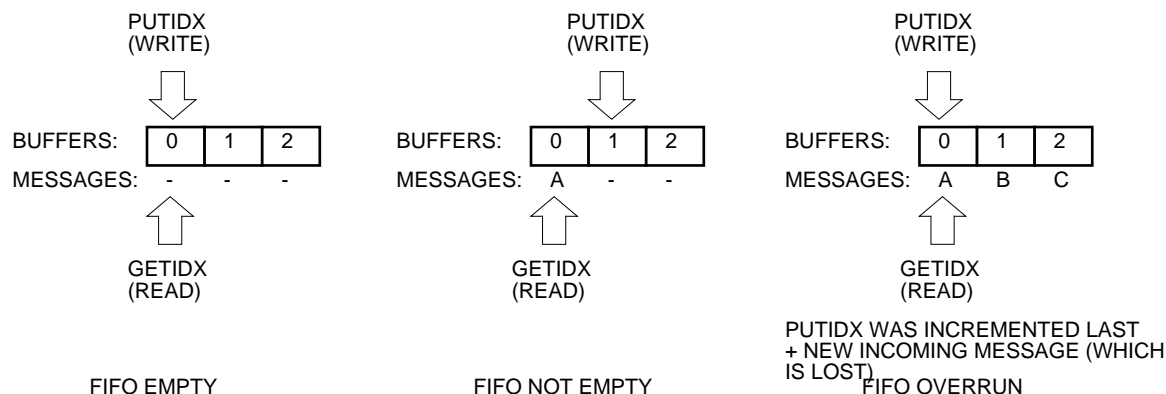 PUTIDX
(WRITE)
BUFFERS: 0 1 2
MESSAGES: - - -
GETIDX
(READ)
FIFO EMPTY
PUTIDX
(WRITE)
BUFFERS: 0 1 2
MESSAGES: A - -
GETIDX
(READ)
FIFO NOT EMPTY
PUTIDX
(WRITE)
BUFFERS: 0 1 2
MESSAGES: A B C
GETIDX
(READ)
PUTIDX WAS INCREMENTED LAST
+ NEW INCOMING MESSAGE (WHICH
IS LOST)
FIFO OVERRUN